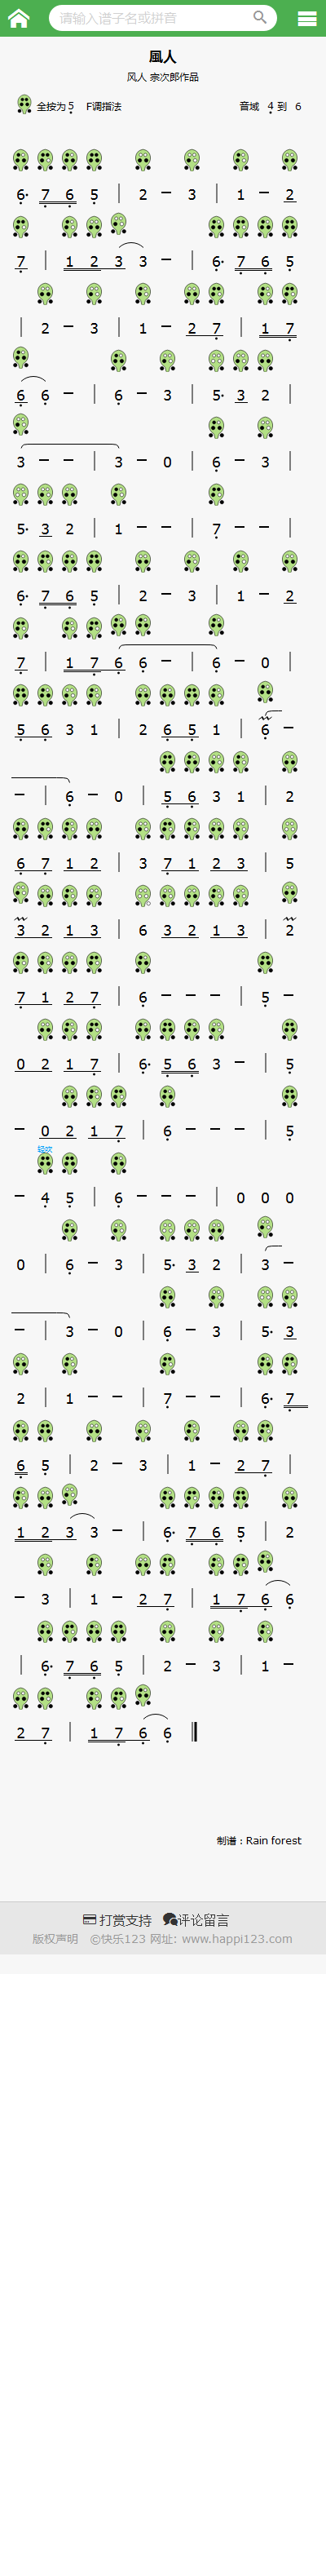 请输入谱子名或拼音
風人
风人 宗次郎作品
全按为 5̣ F调指法 音域 4̣ 到 6
6̣· 7̣ 6̣ 5̣ | 2 – 3 | 1 – 2
7̣ | 1 2 3 3 – | 6̣· 7̣ 6̣ 5̣
| 2 – 3 | 1 – 2 7̣ | 1 7̣
6̣ 6̣ – | 6̣ – 3 | 5̣· 3 2 |
3 – – | 3 – 0 | 6̣ – 3 |
5̣· 3 2 | 1 – – | 7̣ – –
6̣· 7̣ 6̣ 5̣ | 2 – 3 | 1 – 2
7̣ | 1 7̣ 6̣ 6̣ – | 6̣ – 0 |
5̣ 6̣ 3 1 | 2 6̣ 5̣ 1 | 6̣ –
– | 6̣ – 0 | 5̣ 6̣ 3 1 | 2
6̣ 7̣ 1 2 | 3 7̣ 1 2 3 | 5
3 2 1 3 | 6 3 2 1 3 | 2
7̣ 1 2 7̣ | 6̣ – – – | 5̣ –
0 2 1 7̣ | 6̣· 5̣ 6̣ 3 – | 5̣
– 0 2 1 7̣ | 6̣ – – – | 5̣
轻吹
– 4̣ 5̣ | 6̣ – – – | 0 0 0
0 | 6̣ – 3 | 5̣· 3 2 | 3 –
– | 3 – 0 | 6̣ – 3 | 5̣· 3
2 | 1 – – | 7̣ – – | 6̣· 7̣
6̣ 5̣ | 2 – 3 | 1 – 2 7̣ |
1 2 3 3 – | 6̣· 7̣ 6̣ 5̣ | 2
– 3 | 1 – 2 7̣ | 1 7̣ 6̣ 6̣
| 6̣· 7̣ 6̣ 5̣ | 2 – 3 | 1 –
2 7̣ | 1 7̣ 6̣ 6̣ ‖
制谱：Rain forest
打赏支持 评论留言
版权声明 ©快乐123 网址: www.happi123.com